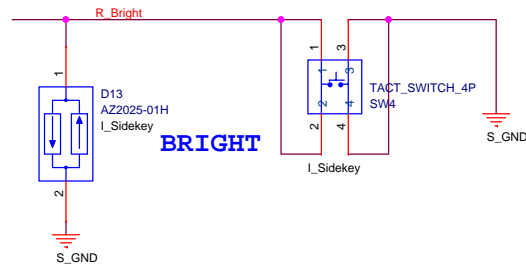 R_Bright
1
3
1
D13
AZ2025-01H
I_Sidekey
1
3
2
4
TACT_SWITCH_4P
SW4
BRIGHT
2
4
2
I_Sidekey
S_GND
S_GND